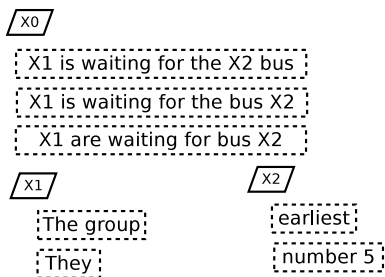 X0
X1 is waiting for the X2 bus
X1 is waiting for the bus X2
X1 are waiting for bus X2
X1 X2
The group earliest
They number 5